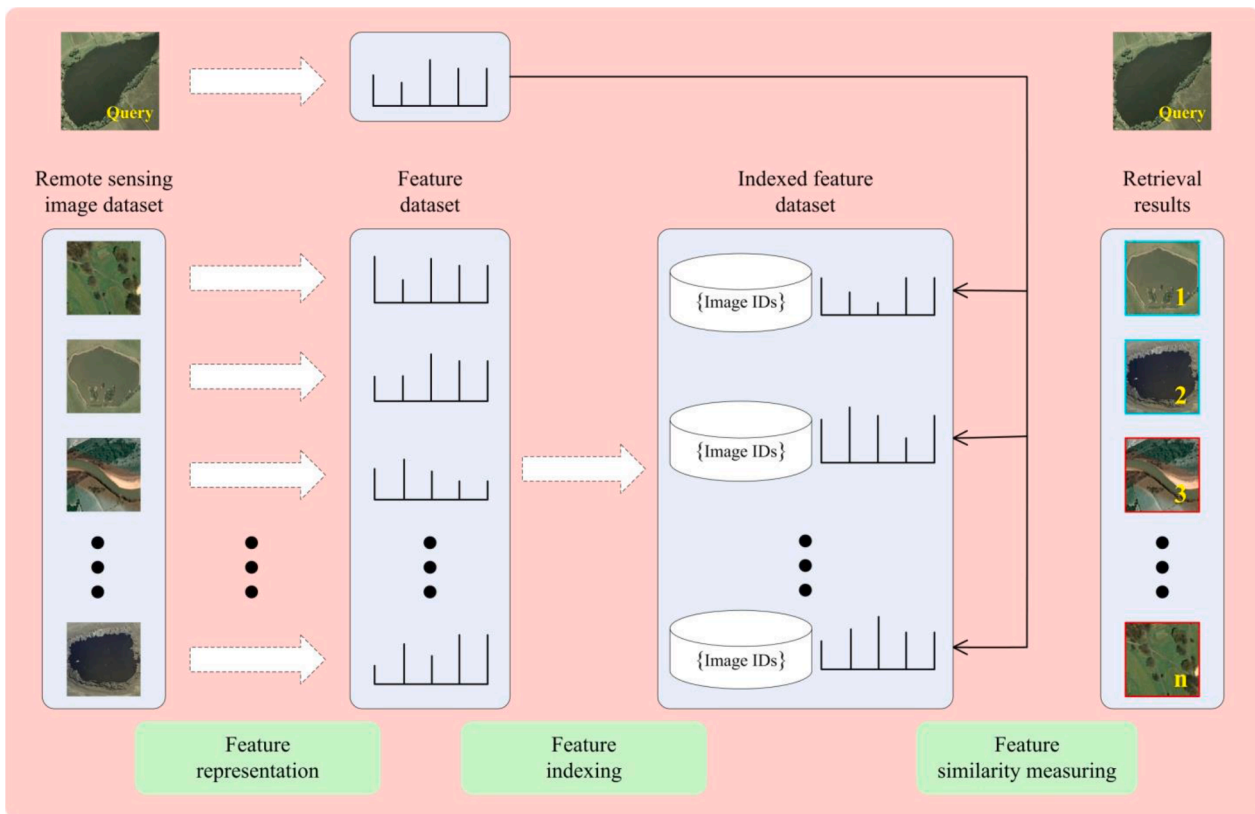 Query
Query
Remote sensing
image dataset
Feature
dataset
Indexed feature
dataset
Retrieval
results
{Image IDs}
1
2
{Image IDs}
3
{Image IDs}
n
Feature
representation
Feature
indexing
Feature
similarity measuring